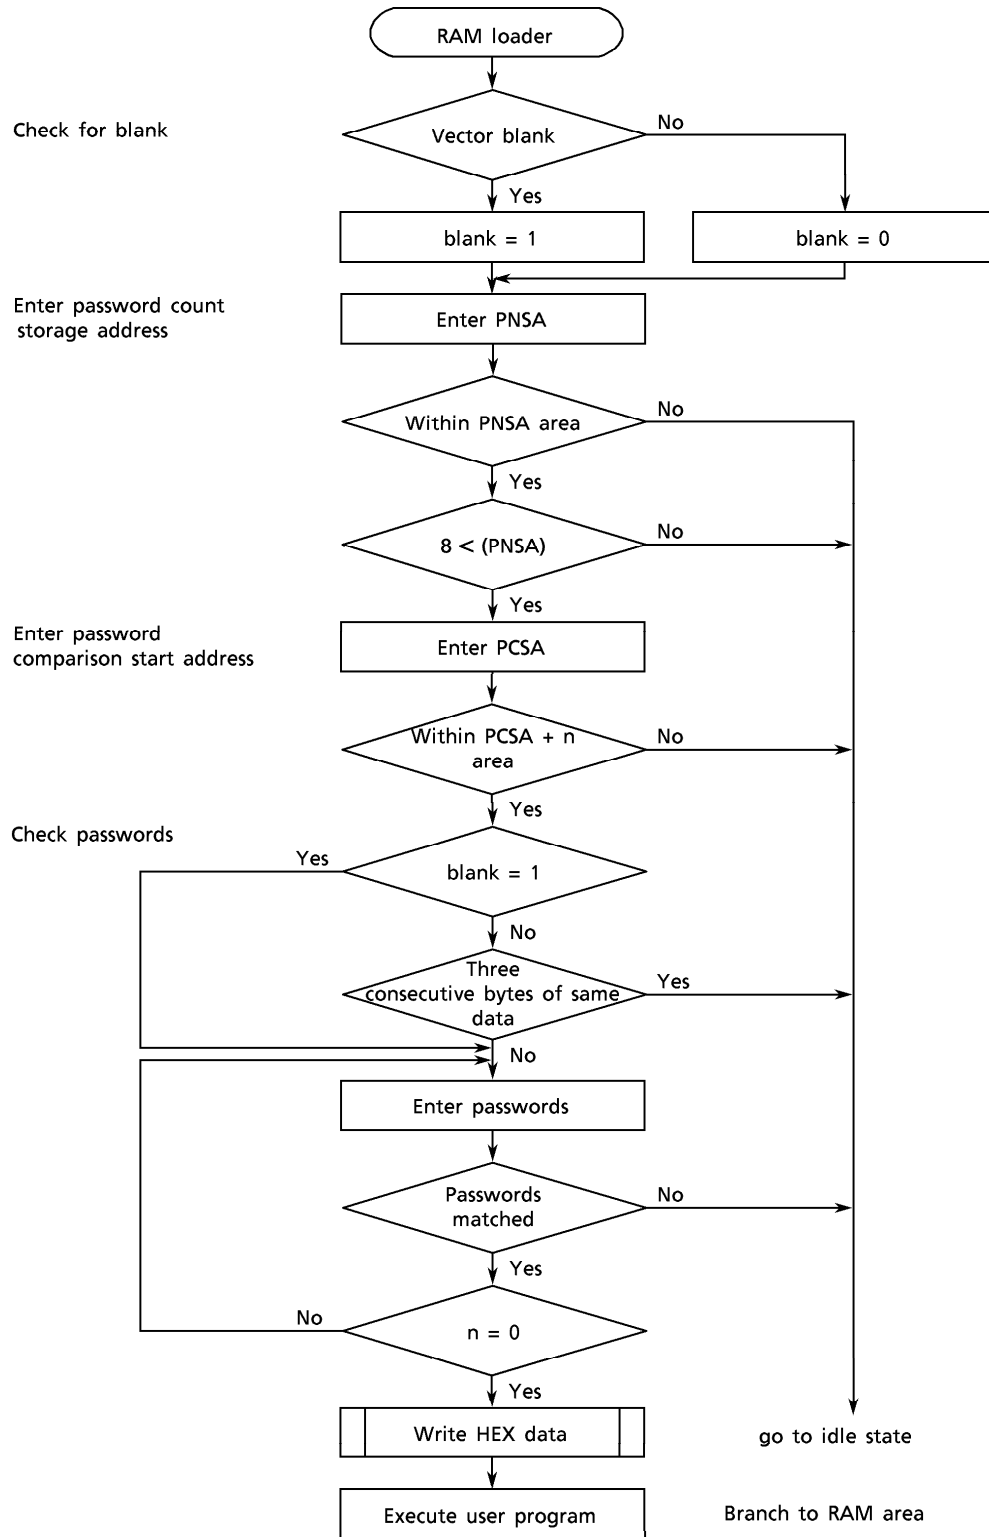 RAM loader
Check for blank
Vector blank
No
Yes
blank = 1
blank = 0
Enter password count
storage address
Enter PNSA
Within PNSA area
No
Yes
8 < (PNSA)
No
Yes
Enter password
comparison start address
Enter PCSA
Within PCSA + n
area
No
Yes
Check passwords
Yes
blank = 1
No
Three
consecutive bytes of same
data
Yes
No
Enter passwords
Passwords
matched
No
Yes
No
n = 0
Yes
Write HEX data
go to idle state
Execute user program
Branch to RAM area